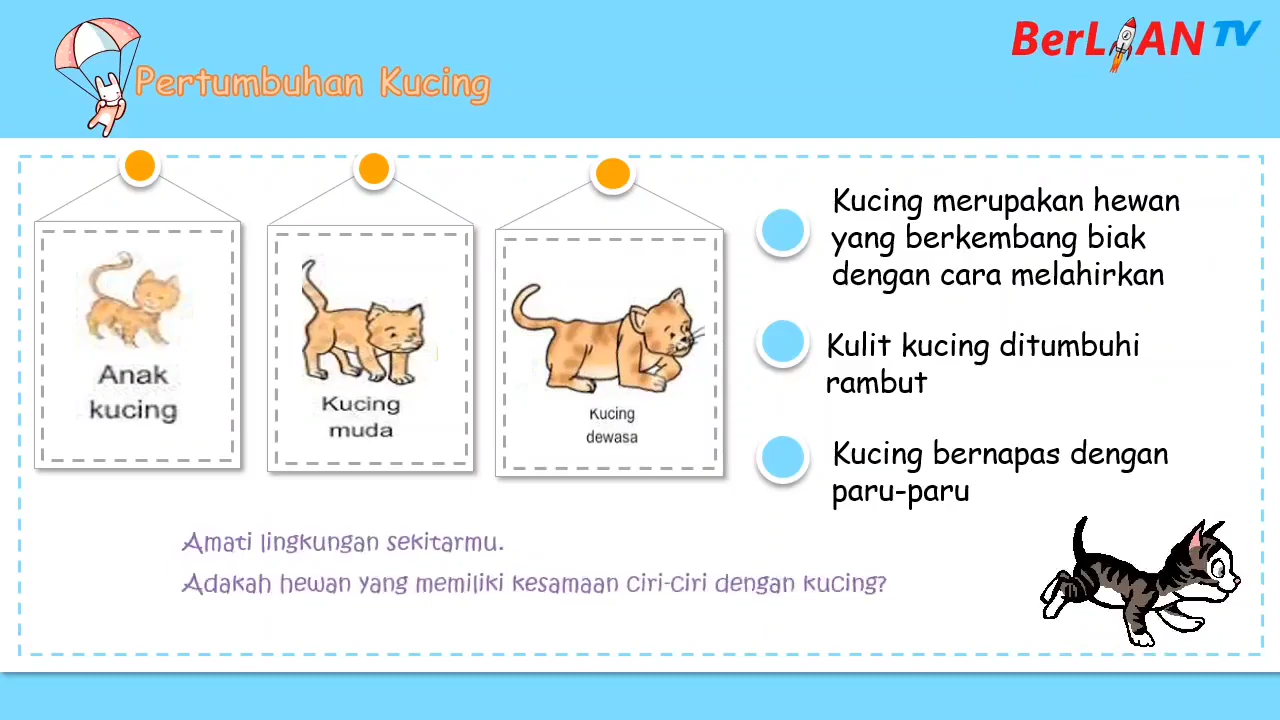 BerLIAN TV
Pertumbuhan Kucing
Anak
kucing
Kucing
muda
Kucing
dewasa
Kucing merupakan hewan
yang berkembang biak
dengan cara melahirkan
Kulit kucing ditumbuhi
rambut
Kucing bernapas dengan
paru-paru
Amati lingkungan sekitarmu.
Adakah hewan yang memiliki kesamaan ciri-ciri dengan kucing?